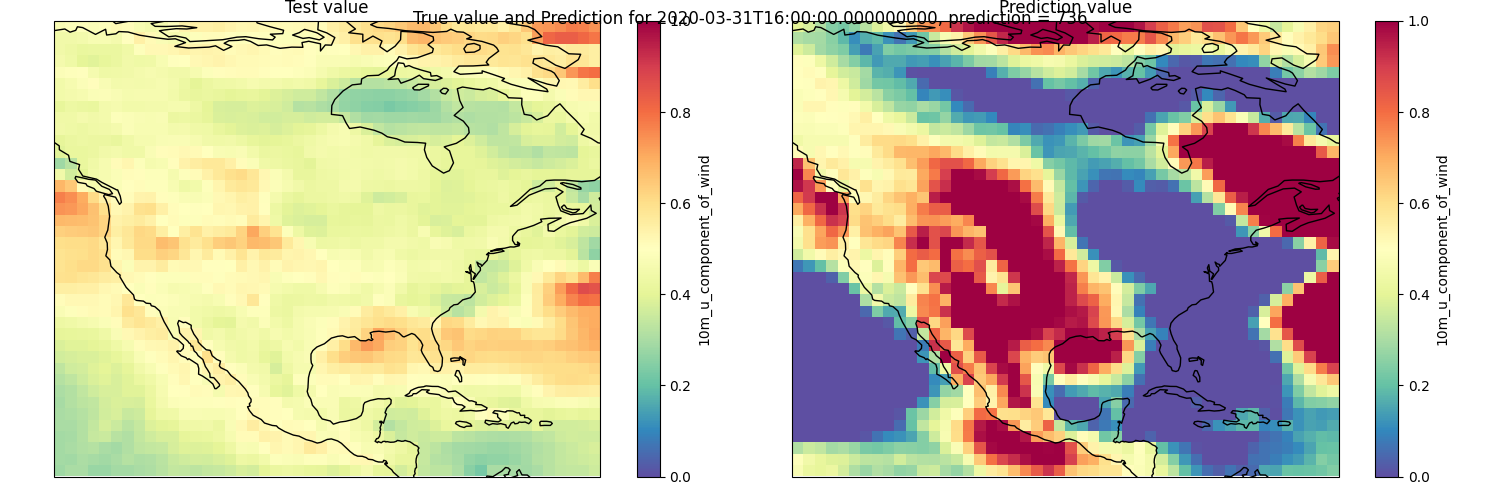 Test value
Prediction value
True value and Prediction for 2020-03-31T16:00:00.000000000, prediction = 736
1.0
0.8
0.6
0.4
0.2
0.0
10m_u_component_of_wind
1.0
0.8
0.6
0.4
0.2
0.0
10m_u_component_of_wind